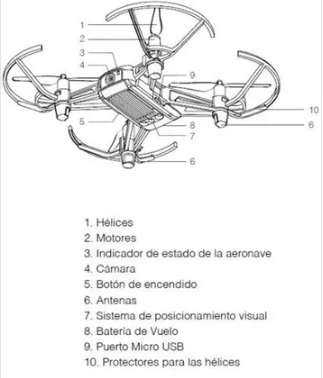 1
2
3
4
9
10
5
8
6
7
6
1. Hélices
2. Motores
3. Indicador de estado de la aeronave
4. Cámara
5. Botón de encendido
6. Antenas
7. Sistema de posicionamiento visual
8. Batería de Vuelo
9. Puerto Micro USB
10. Protectores para las hélices